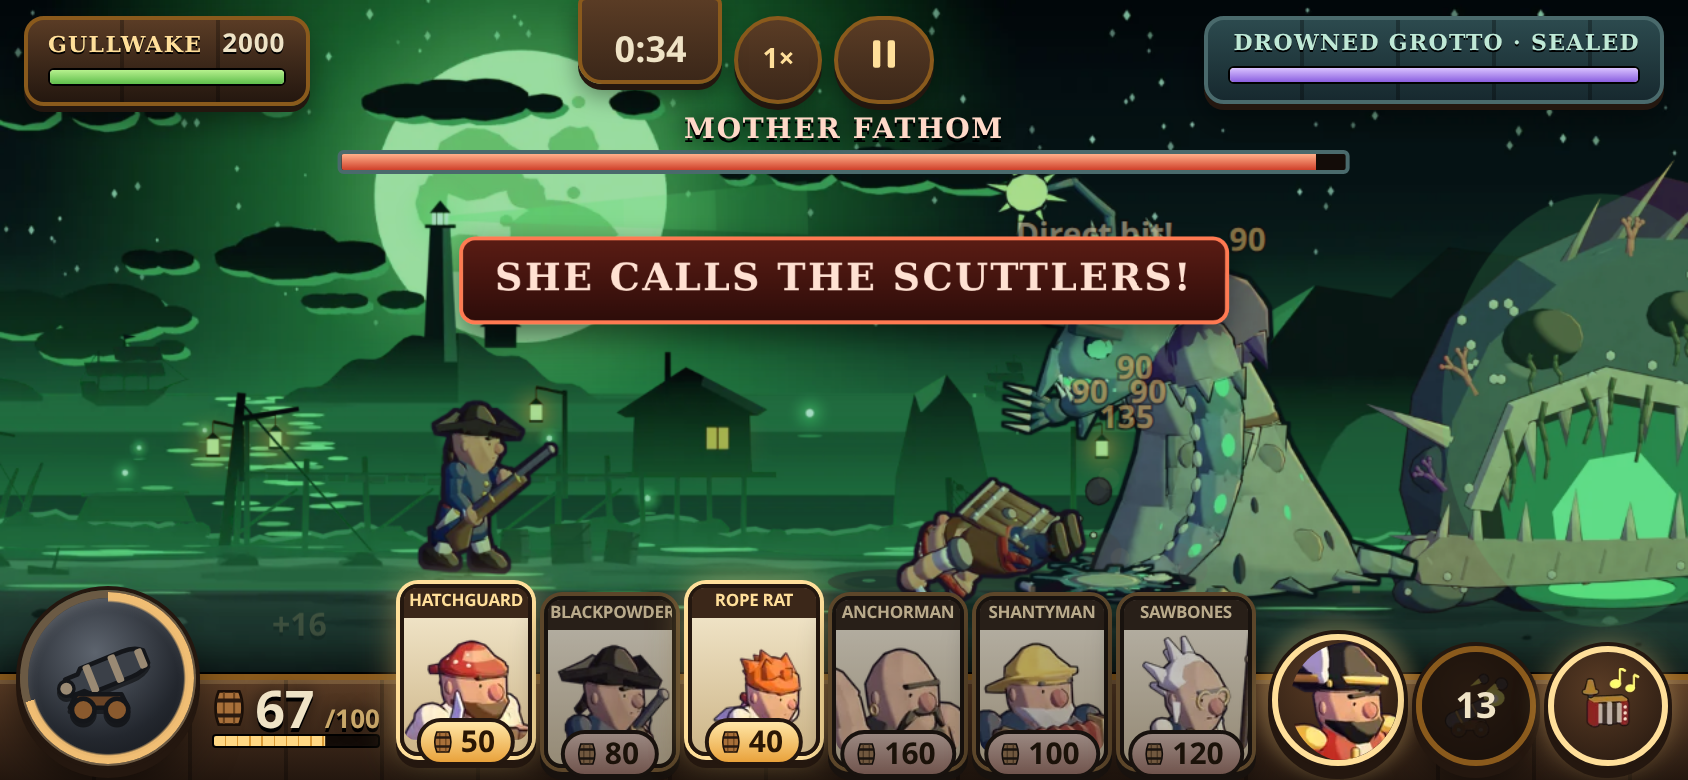 GULLWAKE 2000
0:34
1×
DROWNED GROTTO · SEALED
MOTHER FATHOM
Direct hit!
90
SHE CALLS THE SCUTTLERS!
90
90 90
135
+16
67 /100
HATCHGUARD
50
BLACKPOWDER
80
ROPE RAT
40
ANCHORMAN
160
SHANTYMAN
100
SAWBONES
120
13